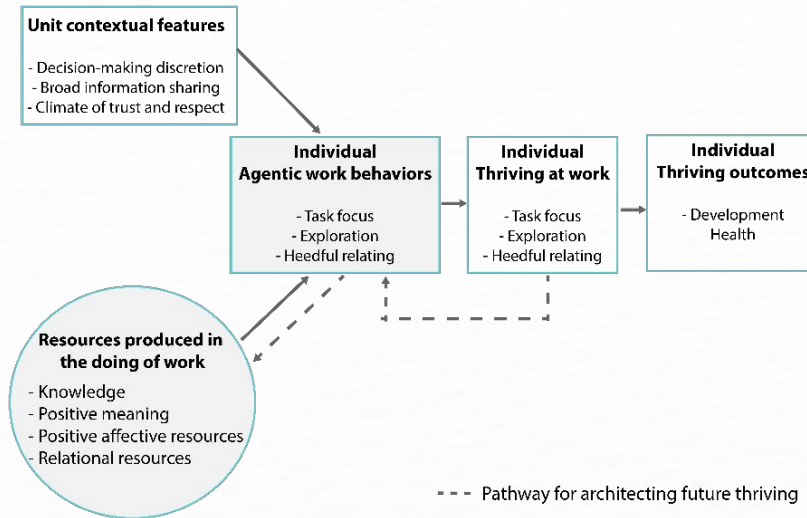 Unit contextual features
- Decision-making discretion
- Broad information sharing
- Climate of trust and respect
Individual
Agentic work behaviors
- Task focus
- Exploration
- Heedful relating
Individual
Thriving at work
- Task focus
- Exploration
- Heedful relating
Individual
Thriving outcomes
- Development
Health
Resources produced in
the doing of work
- Knowledge
- Positive meaning
- Positive affective resources
- Relational resources
Pathway for architecting future thriving